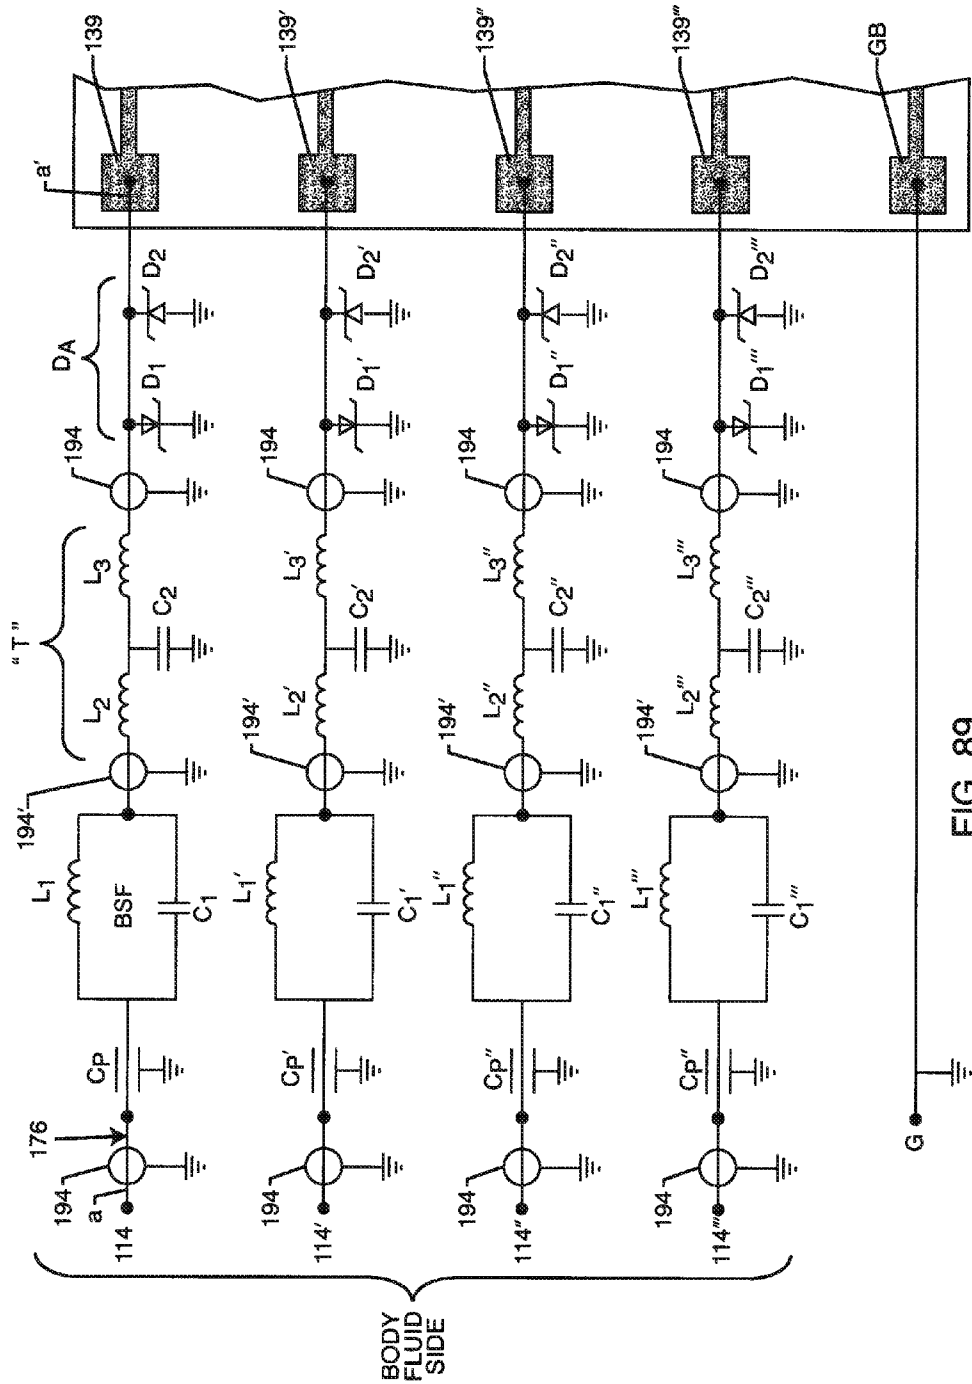 BODY
FLUID
SIDE
114
a
194
176
CP
L1
BSF
C1
194'
L2
" T "
C2
L3
194
D1
DA
D2
a'
139
114'
194
CP'
L1'
C1'
194'
L2'
C2'
L3'
194
D1'
D2'
139'
114''
194
CP''
L1''
C1''
194'
L2''
C2''
L3''
194
D1''
D2''
139''
114'''
194
CP''
L1'''
C1'''
194'
L2'''
C2'''
L3'''
194
D1'''
D2'''
139'''
G
GB
FIG. 89